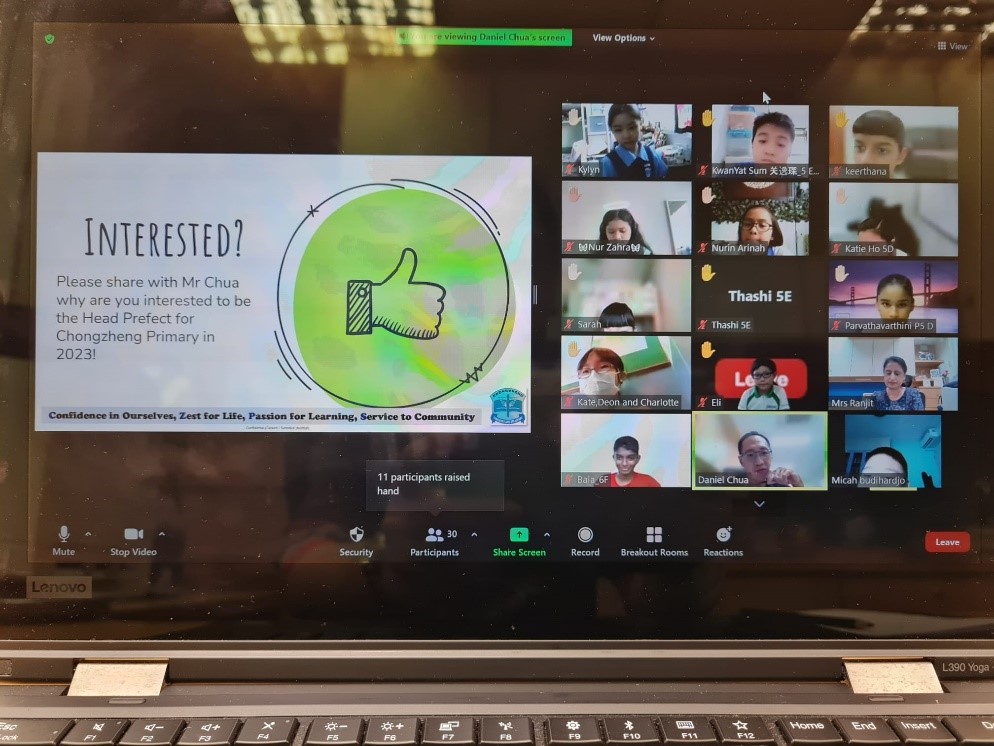 You are viewing Daniel Chua's screen
View Options
View
INTERESTED?
Please share with Mr Chua
why are you interested to be
the Head Prefect for
Chongzheng Primary in
2023!
Confidence in Ourselves, Zest for Life, Passion for Learning, Service to Community
Kylyn
KwanYat Sum 关逸琛_5 E...
keerthana
Nur Zahra
Nurin Arinah
Katie Ho 5D
Sarah
Thashi 5E
Thashi 5E
Parvathavarthini P5 D
Kate,Deon and Charlotte
Eli
Mrs Ranjit
Bala 6F
Daniel Chua
Micah budihardjo
11 participants raised
hand
Mute
Stop Video
Security
30
Participants
Share Screen
Record
Breakout Rooms
Reactions
Leave
Lenovo
L390 Yoga
Esc
Lock
F1
F2
F3
F4
F5
F6
F7
F8
F9
F10
F11
F12
Home
End
Insert